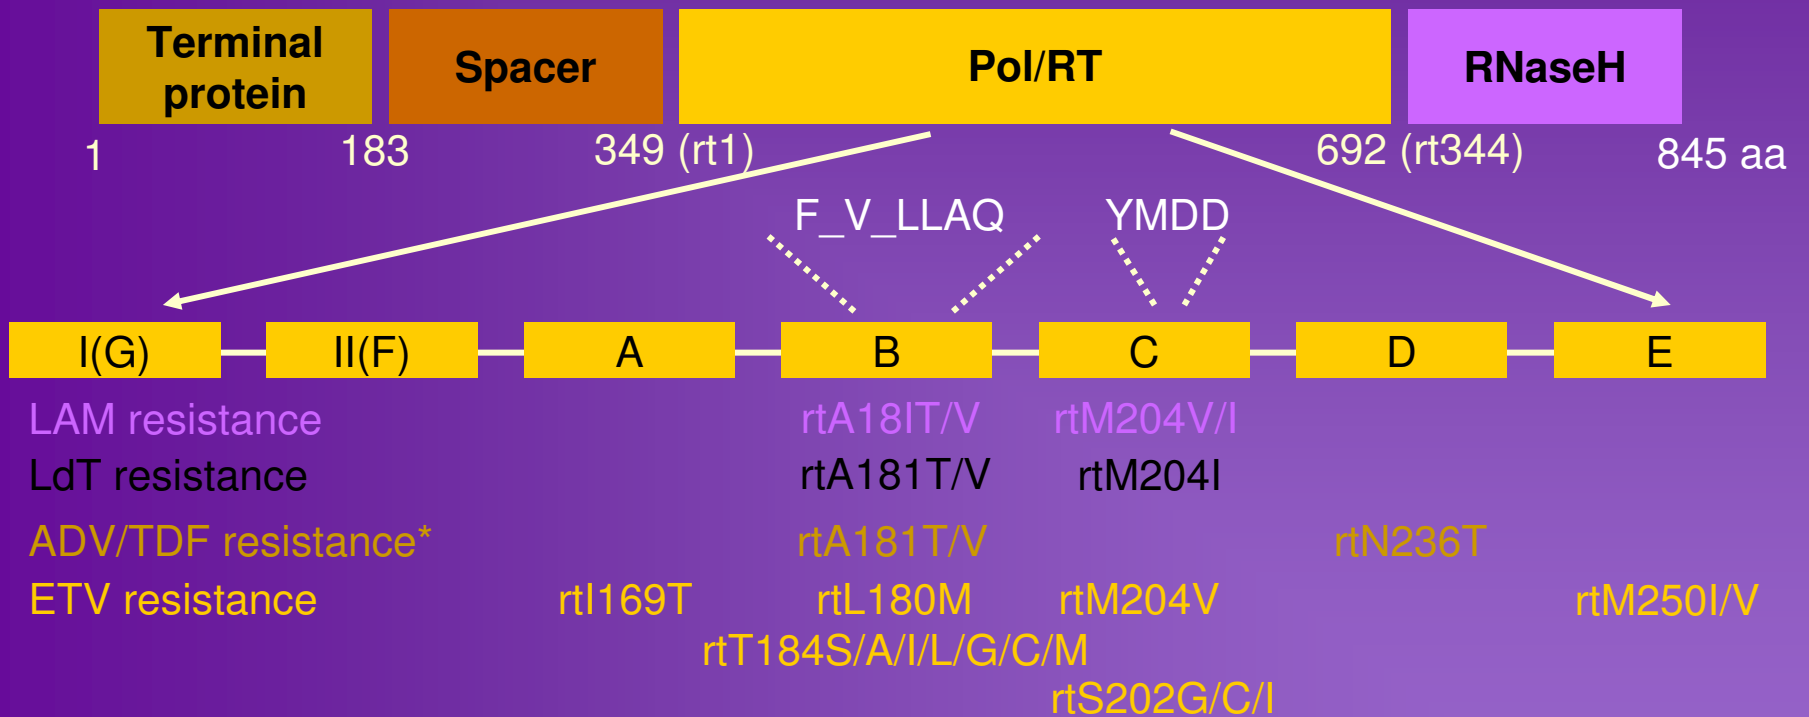 Terminal
protein
Spacer
Pol/RT
RNaseH
1
183
349 (rt1)
692 (rt344)
845 aa
F_V_LLAQ
YMDD
I(G)
II(F)
A
B
C
D
E
LAM resistance
rtA18IT/V
rtM204V/I
LdT resistance
rtA181T/V
rtM204I
ADV/TDF resistance*
rtA181T/V
rtN236T
ETV resistance
rtI169T
rtL180M
rtM204V
rtM250I/V
rtT184S/A/I/L/G/C/M
rtS202G/C/I